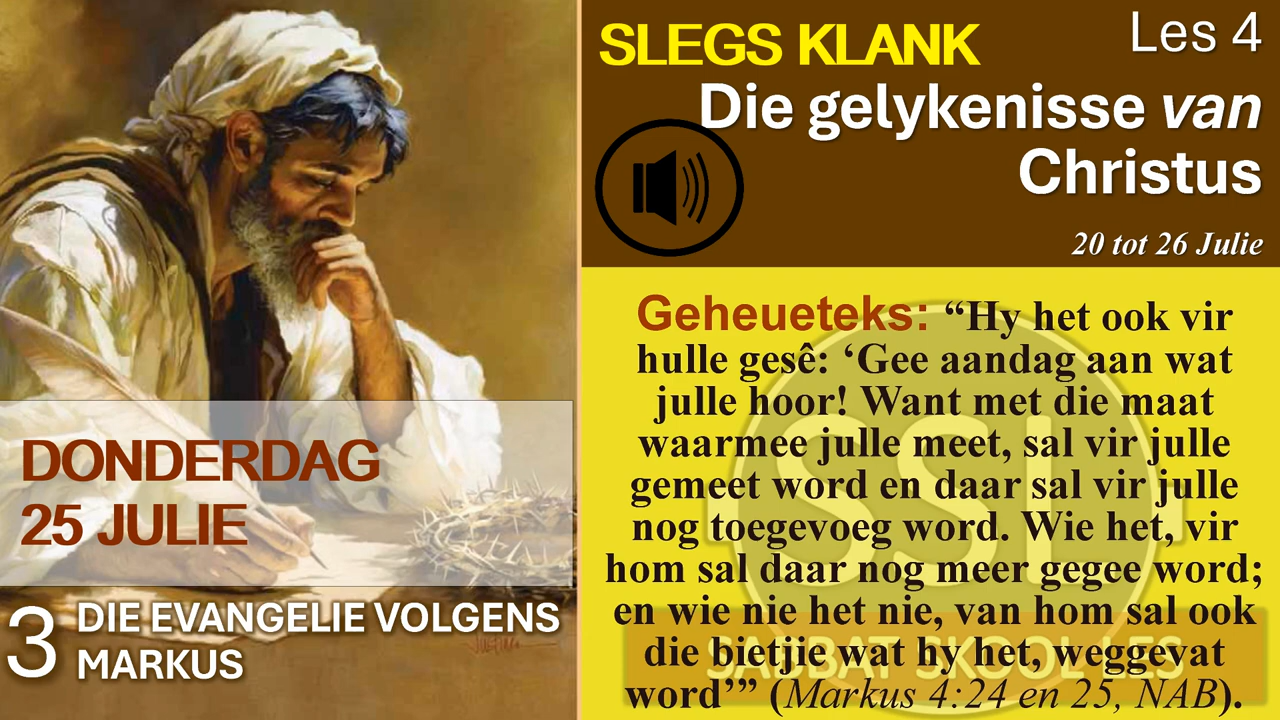 SLEGS KLANK
Les 4
Die gelykenisse van
Christus
20 tot 26 Julie
Geheueteks: “Hy het ook vir
hulle gesê: ‘Gee aandag aan wat
julle hoor! Want met die maat
waarmee julle meet, sal vir julle
gemeet word en daar sal vir julle
nog toegevoeg word. Wie het, vir
hom sal daar nog meer gegee word;
en wie nie het nie, van hom sal ook
die bietjie wat hy het, weggevat
word’” (Markus 4:24 en 25, NAB).
SSI
SABBAT SKOOL LES
DONDERDAG
25 JULIE
3 DIE EVANGELIE VOLGENS
MARKUS